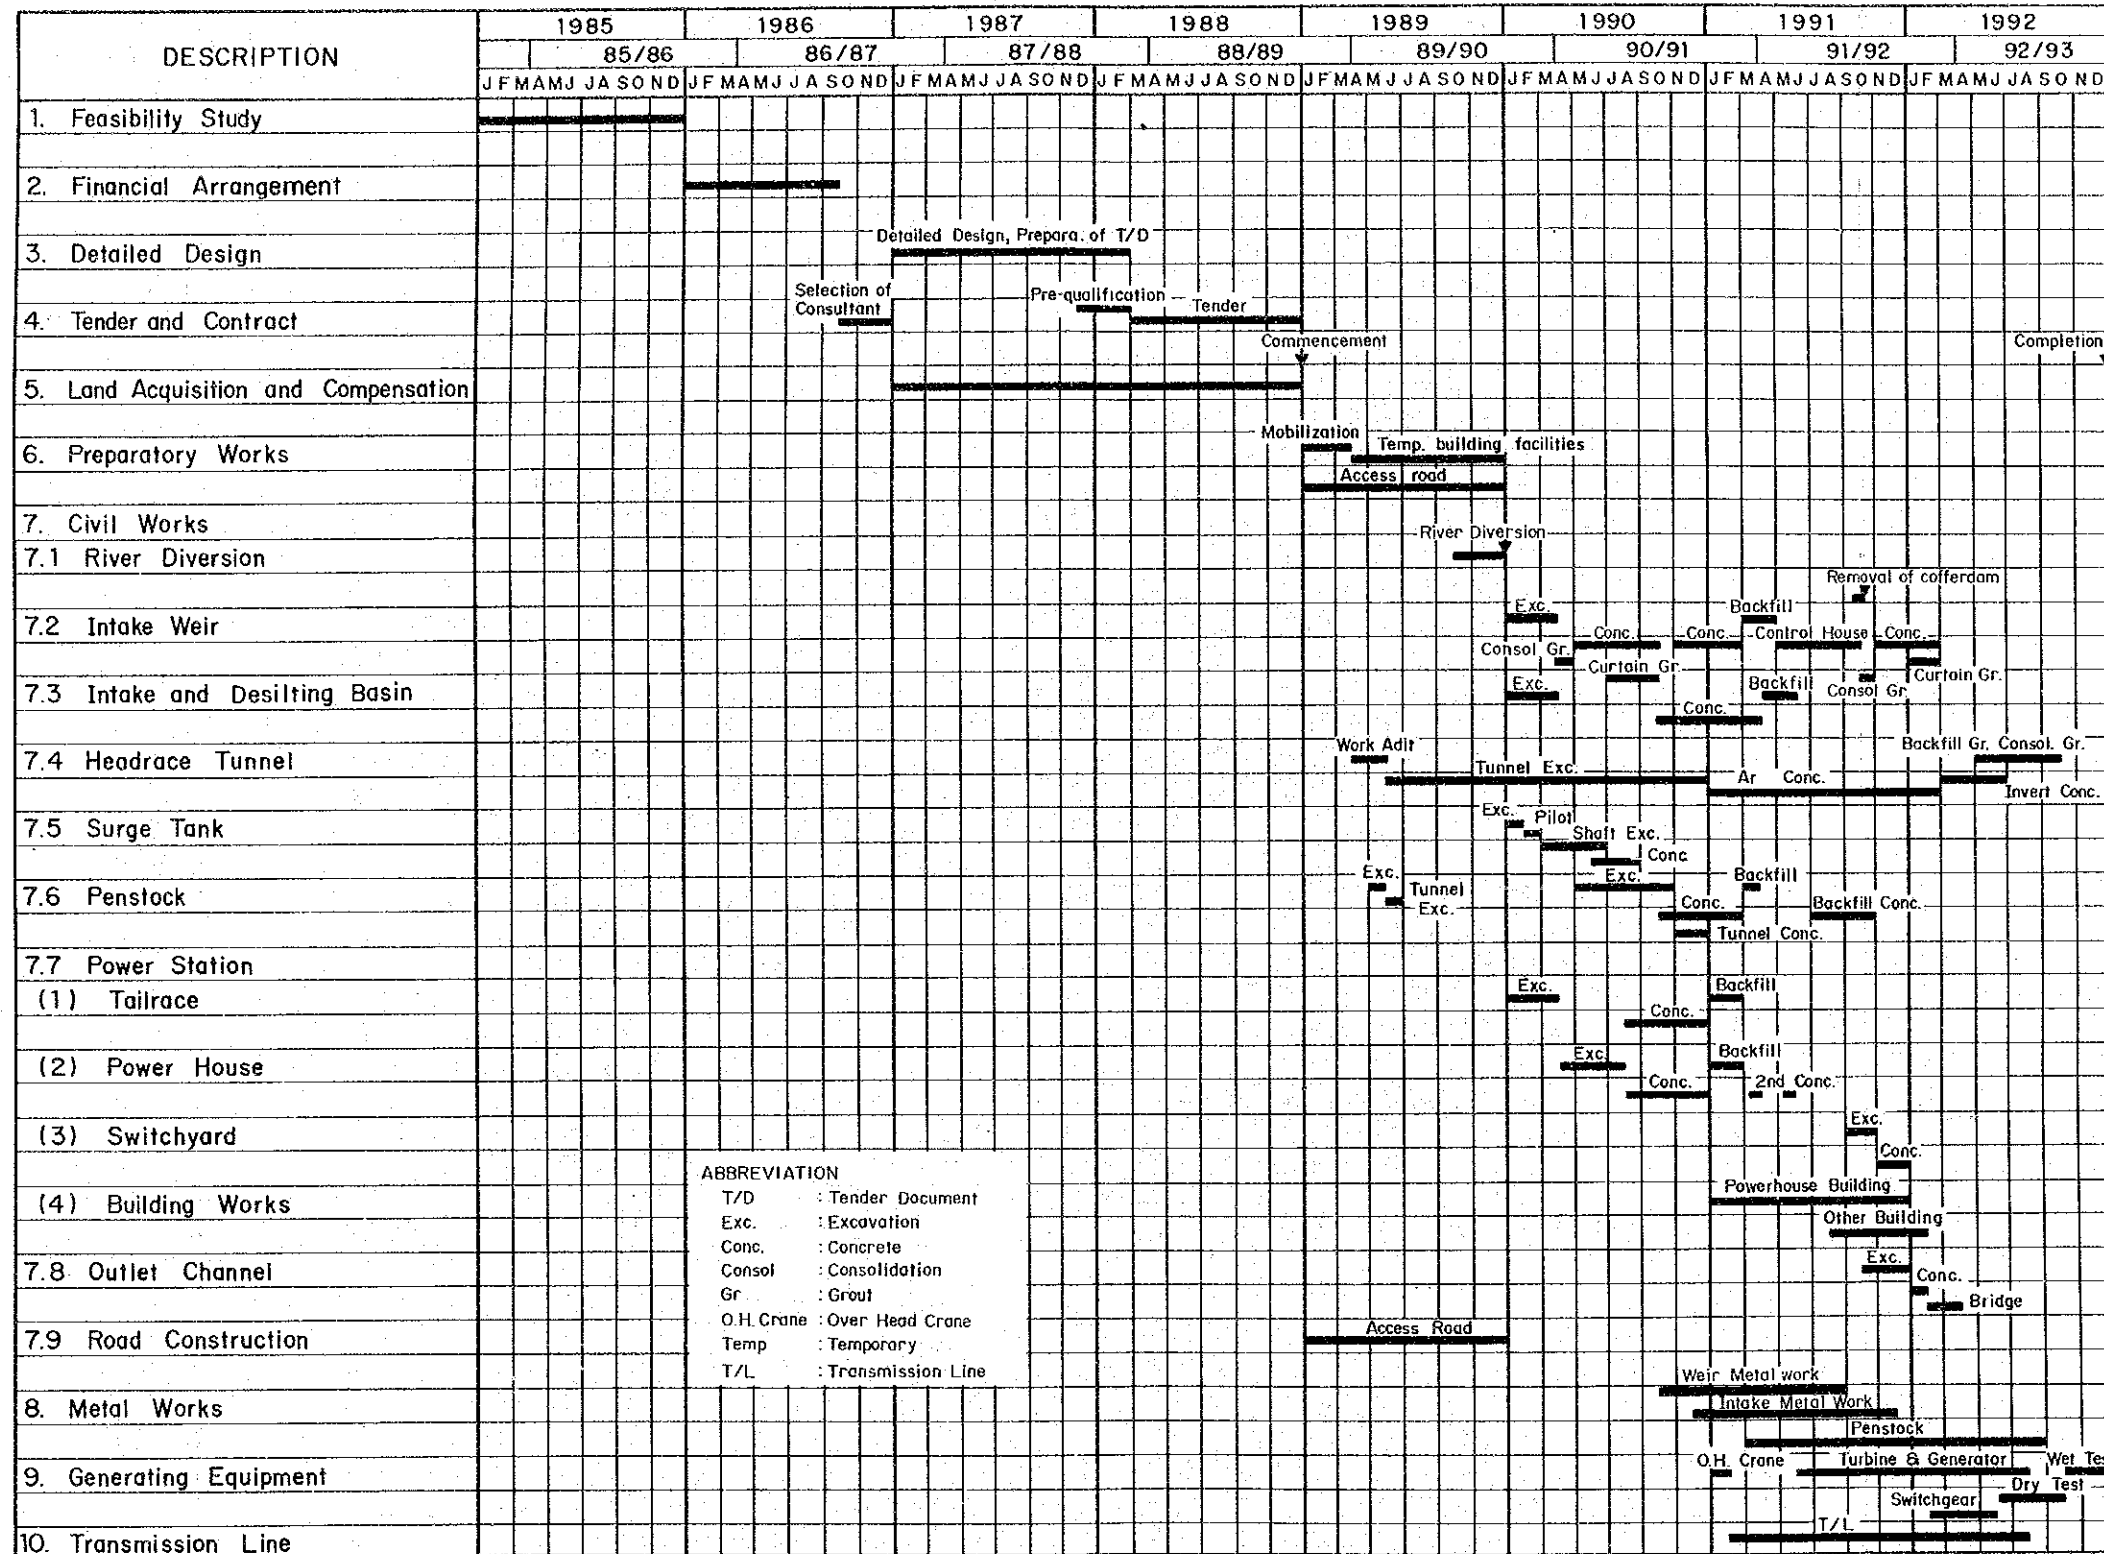 DESCRIPTION
1985 1986 1987 1988 1989 1990 1991 1992
85/86 86/87 87/88 88/89 89/90 90/91 91/92 92/93
J F M A M J J A S O N D J F M A M J J A S O N D J F M A M J J A S O N D J F M A M J J A S O N D J F M A M J J A S O N D J F M A M J J A S O N D J F M A M J J A S O N D J F M A M J J A S O N D
1. Feasibility Study
2. Financial Arrangement
Detailed Design, Prepara. of T/D
3. Detailed Design
Selection of
Consultant
Pre-qualification
Tender
4. Tender and Contract
Commencement
Completion
5. Land Acquisition and Compensation
Mobilization
Temp. building facilities
6. Preparatory Works
Access road
7. Civil Works
River Diversion
7.1 River Diversion
Removal of cofferdam
Exc. Backfill
7.2 Intake Weir
Conc. Conc. Control House Conc.
Consol Gr.
Curtain Gr.
Curtain Gr.
7.3 Intake and Desilting Basin
Exc. Backfill Consol Gr.
Conc.
Work Adit
Backfill Gr. Consol. Gr.
7.4 Headrace Tunnel
Tunnel Exc. Ar Conc.
Invert Conc.
Exc. Pilot
7.5 Surge Tank
Shaft Exc.
Conc
Exc. Exc. Backfill
7.6 Penstock
Tunnel
Exc.
Conc. Backfill Conc.
Tunnel Conc.
7.7 Power Station
(1) Tailrace
Exc. Backfill
Conc.
(2) Power House
Exc. Backfill
Conc. 2nd Conc.
(3) Switchyard
Exc.
Conc.
(4) Building Works
Powerhouse Building
Other Building
7.8 Outlet Channel
Exc.
Conc.
Bridge
7.9 Road Construction
Access Road
Weir Metal work
8. Metal Works
Intake Metal Work
Penstock
9. Generating Equipment
O.H. Crane Turbine & Generator Wet Tes
Dry Test
Switchgear
10. Transmission Line
T/L
ABBREVIATION
T/D : Tender Document
Exc. : Excavation
Conc. : Concrete
Consol : Consolidation
Gr : Grout
O.H. Crane : Over Head Crane
Temp : Temporary
T/L : Transmission Line